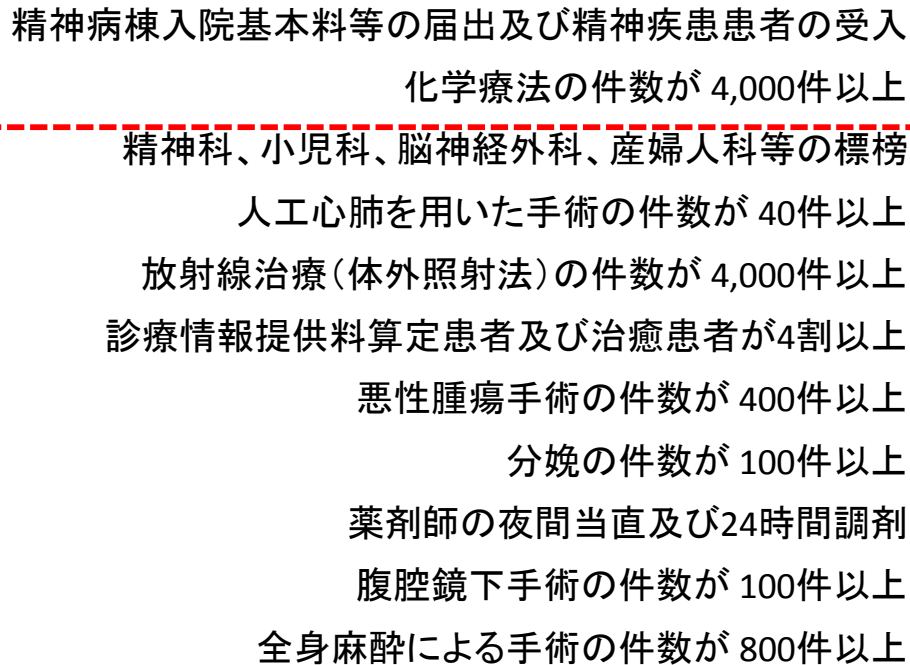 精神病棟入院基本料等の届出及び精神疾患患者の受入
化学療法の件数が 4,000件以上
精神科、小児科、脳神経外科、産婦人科等の標榜
人工心肺を用いた手術の件数が 40件以上
放射線治療(体外照射法)の件数が 4,000件以上
診療情報提供料算定患者及び治癒患者が4割以上
悪性腫瘍手術の件数が 400件以上
分娩の件数が 100件以上
薬剤師の夜間当直及び24時間調剤
腹腔鏡下手術の件数が 100件以上
全身麻酔による手術の件数が 800件以上